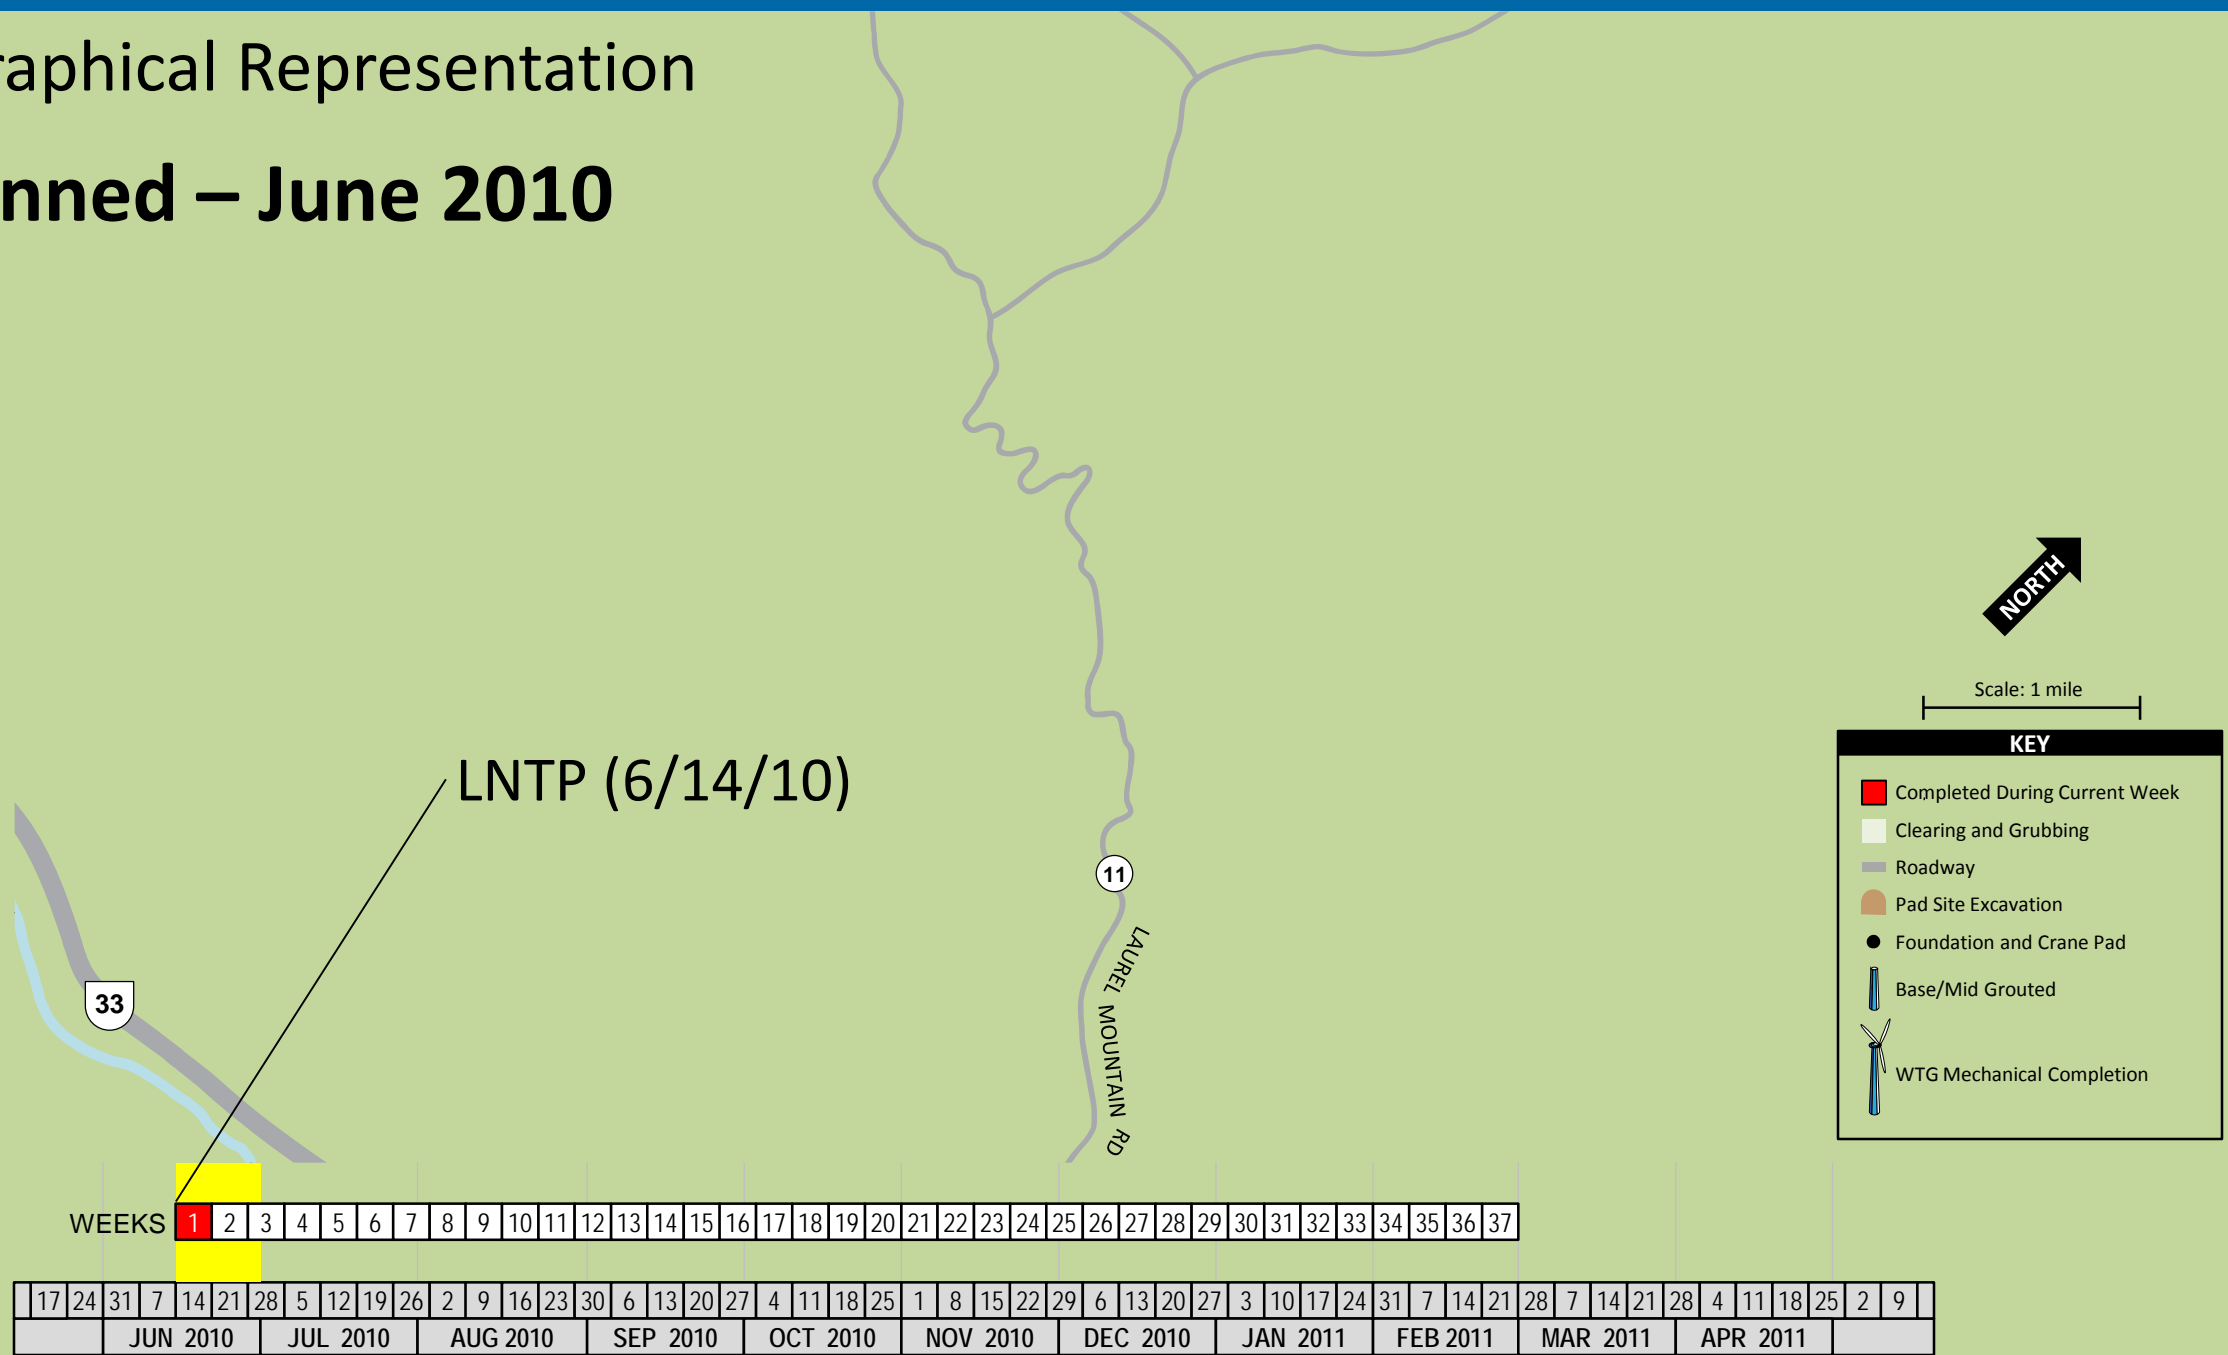 raphical Representation
nned – June 2010
NORTH
Scale: 1 mile
KEY
Completed During Current Week
Clearing and Grubbing
Roadway
Pad Site Excavation
Foundation and Crane Pad
Base/Mid Grouted
WTG Mechanical Completion
LNTP (6/14/10)
11
LAUREL MOUNTAIN RD
33
WEEKS 1 2 3 4 5 6 7 8 9 10 11 12 13 14 15 16 17 18 19 20 21 22 23 24 25 26 27 28 29 30 31 32 33 34 35 36 37
17 24 31 7 14 21 28 5 12 19 26 2 9 16 23 30 6 13 20 27 4 11 18 25 1 8 15 22 29 6 13 20 27 3 10 17 24 31 7 14 21 28 7 14 21 28 4 11 18 25 2 9
JUN 2010 JUL 2010 AUG 2010 SEP 2010 OCT 2010 NOV 2010 DEC 2010 JAN 2011 FEB 2011 MAR 2011 APR 2011